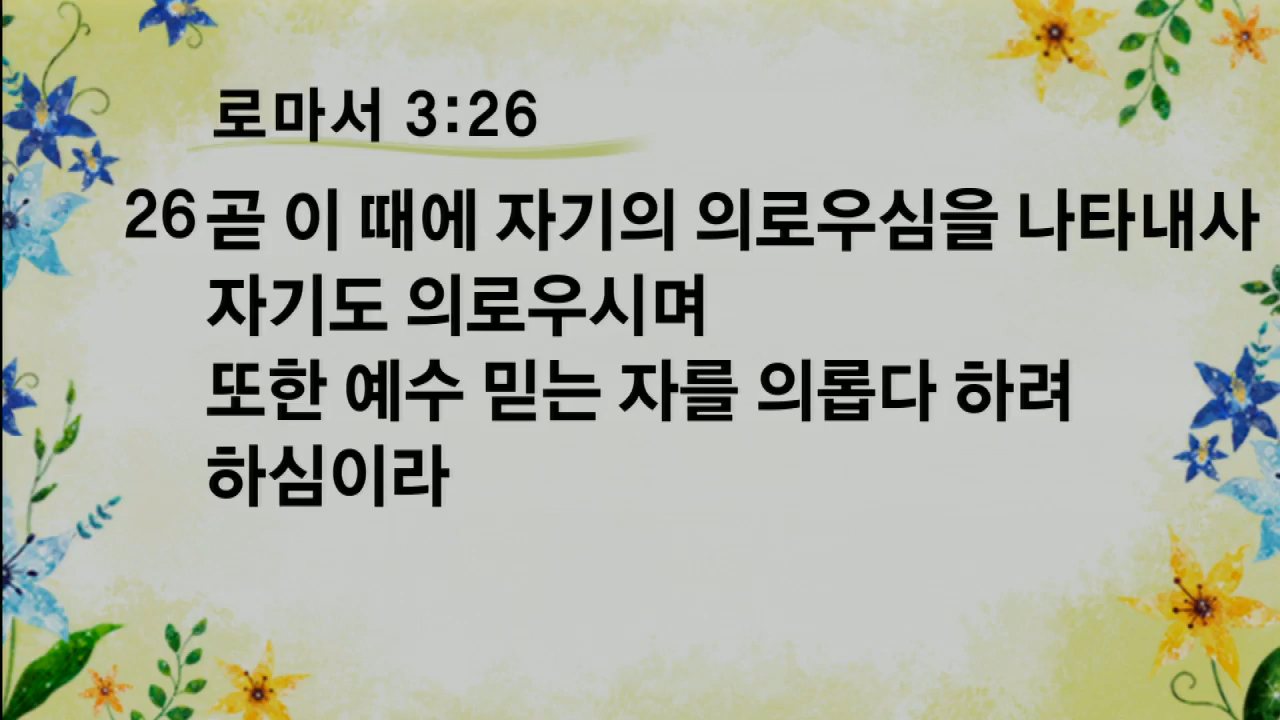 로마서 3:26
26곧 이 때에 자기의 의로우심을 나타내사
자기도 의로우시며
또한 예수 믿는 자를 의롭다 하려
하심이라